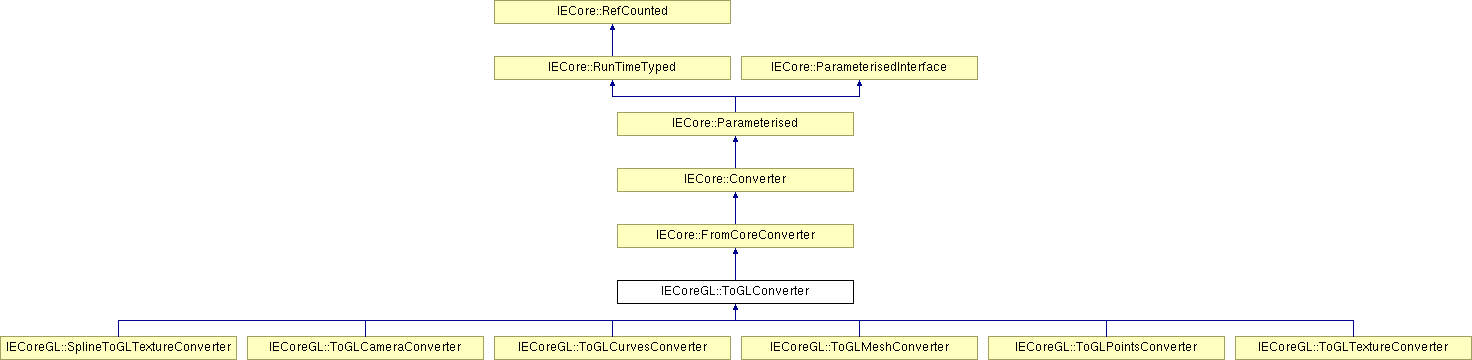 IECore::RefCounted
IECore::RunTimeTyped
IECore::ParameterisedInterface
IECore::Parameterised
IECore::Converter
IECore::FromCoreConverter
IECoreGL::ToGLConverter
IECoreGL::SplineToGLTextureConverter
IECoreGL::ToGLCameraConverter
IECoreGL::ToGLCurvesConverter
IECoreGL::ToGLMeshConverter
IECoreGL::ToGLPointsConverter
IECoreGL::ToGLTextureConverter